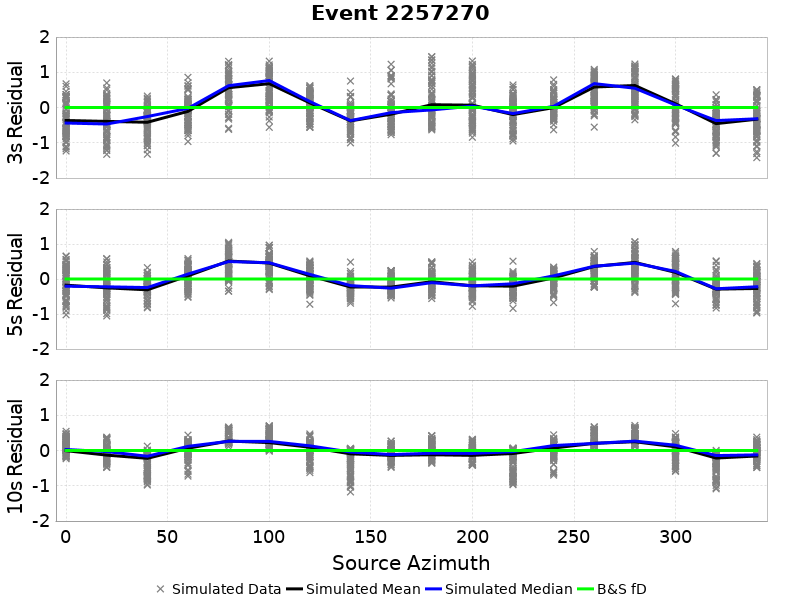 Event 2257270
3s Residual
2
1
0
-1
-2
5s Residual
2
1
0
-1
-2
10s Residual
2
1
0
-1
-2
0 50 100 150 200 250 300
Source Azimuth
Simulated Data Simulated Mean Simulated Median B&S fD